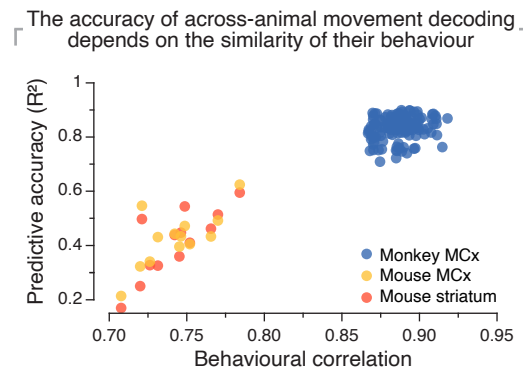 The accuracy of across-animal movement decoding
depends on the similarity of their behaviour
Predictive accuracy (R²)
1
0.8
0.6
0.4
0.2
Monkey MCx
Mouse MCx
Mouse striatum
0.70 0.75 0.80 0.85 0.90 0.95
Behavioural correlation